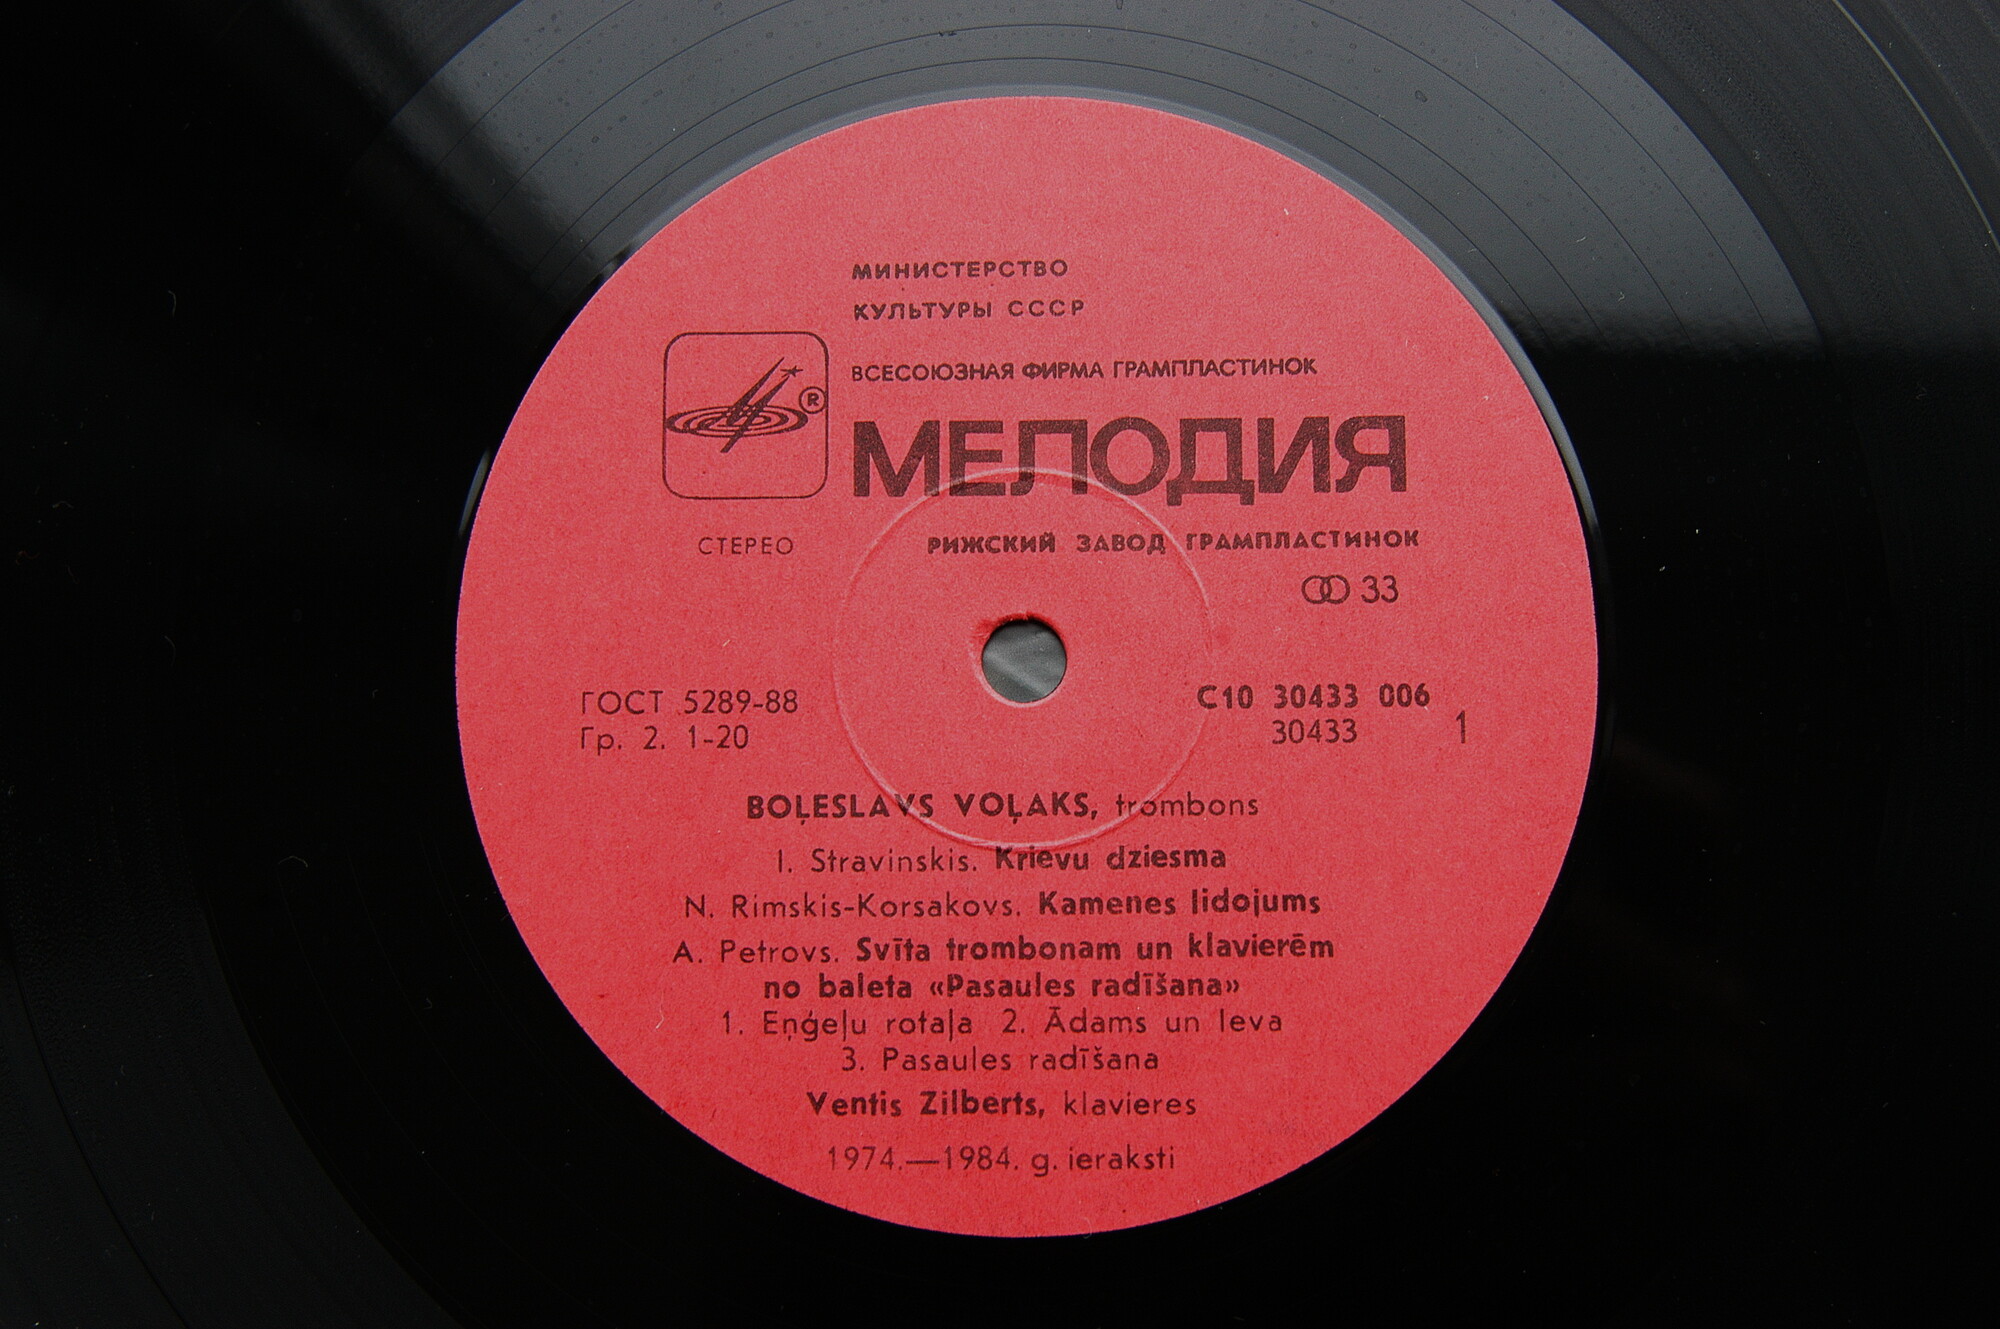 МИНИСТЕРСТВО
КУЛЬТУРЫ СССР
ВСЕСОЮЗНАЯ ФИРМА ГРАМПЛАСТИНОК
®
МЕЛОДИЯ
СТЕРЕО
РИЖСКИЙ ЗАВОД ГРАМПЛАСТИНОК
33
ГОСТ 5289-88
Гр. 2. 1-20
С10 30433 006
30433 1
BOĻESLAVS VOĻAKS, trombons
I. Stravinskis. Krievu dziesma
N. Rimskis-Korsakovs. Kamenes lidojums
A. Petrovs. Svīta trombonam un klavierēm
no baleta «Pasaules radīšana»
1. Eņģeļu rotaļa 2. Ādams un Ieva
3. Pasaules radīšana
Ventis Zilberts, klavieres
1974.—1984. g. ieraksti